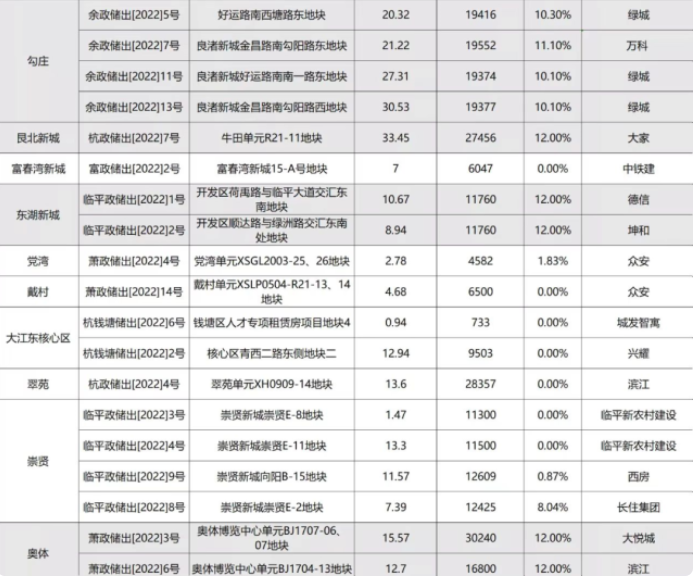 勾庄
余政储出[2022]5号 好运路南西塘路东地块 20.32 19416 10.30% 绿城
余政储出[2022]7号 良渚新城金昌路南勾阳路东地块 21.22 19552 11.10% 万科
余政储出[2022]11号 良渚新城好运路南南一路东地块 27.31 19374 10.10% 绿城
余政储出[2022]13号 良渚新城金昌路南勾阳路西地块 30.53 19377 10.10% 绿城
艮北新城 杭政储出[2022]7号 牛田单元R21-11地块 33.45 27456 12.00% 大家
富春湾新城 富政储出[2022]2号 富春湾新城15-A号地块 7 6047 0.00% 中铁建
东湖新城
临平政储出[2022]1号 开发区荷禹路与临平大道交汇东 10.67 11760 12.00% 德信
南地块
临平政储出[2022]2号 开发区顺达路与绿洲路交汇东南 8.94 11760 12.00% 坤和
处地块
党湾 萧政储出[2022]4号 党湾单元XSGL2003-25、26地块 2.78 4582 1.83% 众安
戴村 萧政储出[2022]14号 戴村单元XSLP0504-R21-13、14 4.68 6500 0.00% 众安
地块
大江东核心区
杭钱塘储出[2022]6号 钱塘区人才专项租赁房项目地块4 0.94 733 0.00% 城发智寓
杭钱塘储出[2022]2号 核心区青西二路东侧地块二 12.94 9503 0.00% 兴耀
翠苑 杭政储出[2022]4号 翠苑单元XH0909-14地块 13.6 28357 0.00% 滨江
崇贤
临平政储出[2022]3号 崇贤新城崇贤E-8地块 1.47 11300 0.00% 临平新农村建设
临平政储出[2022]4号 崇贤新城崇贤E-11地块 13.3 11500 0.00% 临平新农村建设
临平政储出[2022]9号 崇贤新城向阳B-15地块 11.57 12609 0.87% 西房
临平政储出[2022]8号 崇贤新城崇贤E-2地块 7.39 12425 8.04% 长住集团
奥体
萧政储出[2022]3号 奥体博览中心单元BJ1707-06、 15.57 30240 12.00% 大悦城
07地块
萧政储出[2022]6号 奥体博览中心单元BJ1704-13地块 12.7 16800 12.00% 滨江